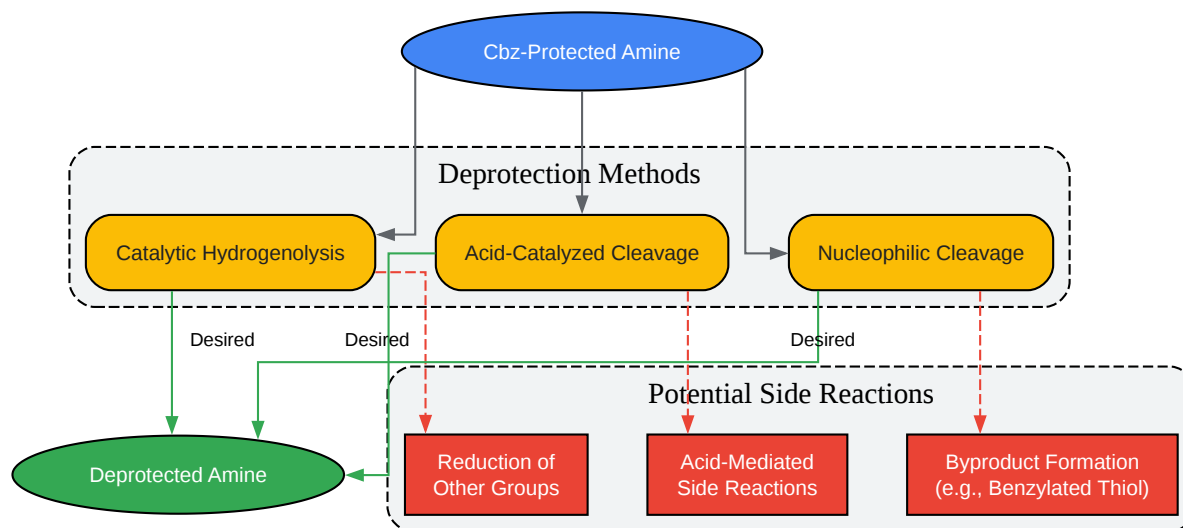 Cbz-Protected Amine
Deprotection Methods
Catalytic Hydrogenolysis
Acid-Catalyzed Cleavage
Nucleophilic Cleavage
Desired
Desired
Desired
Potential Side Reactions
Deprotected Amine
Reduction of
Other Groups
Acid-Mediated
Side Reactions
Byproduct Formation
(e.g., Benzylated Thiol)